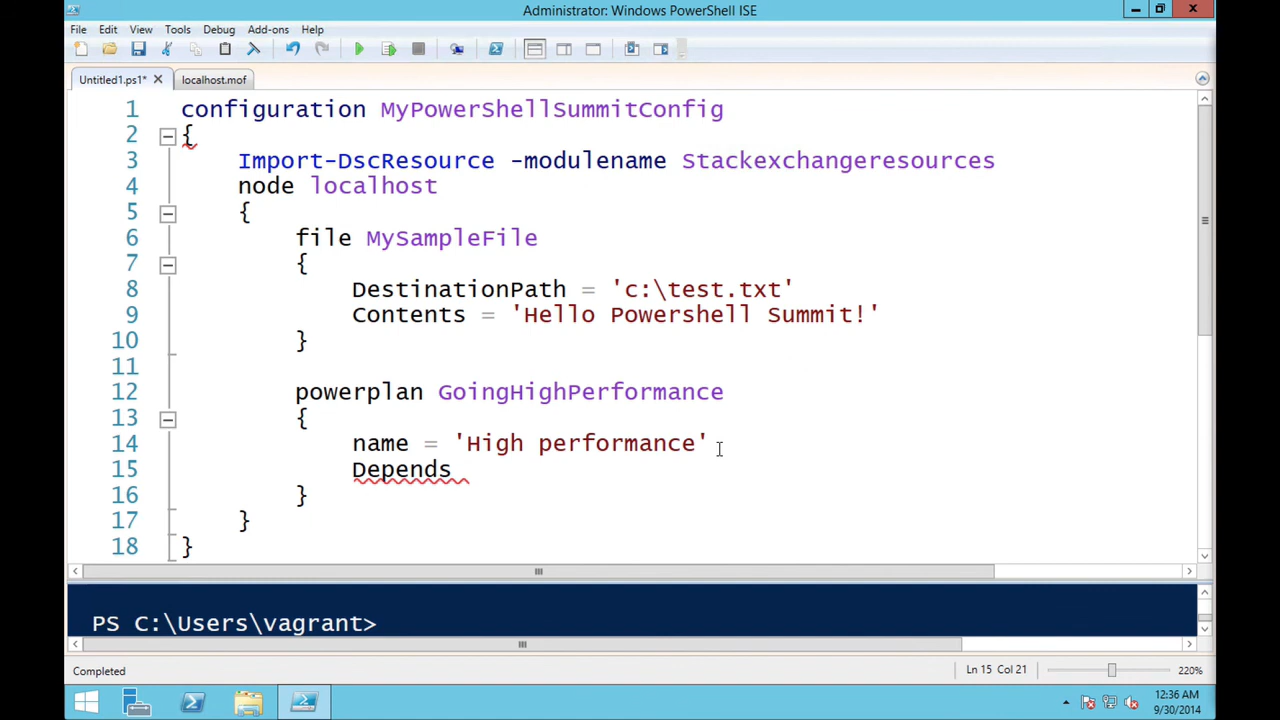 Administrator: Windows PowerShell ISE
File Edit View Tools Debug Add-ons Help
Untitled1.ps1* localhost.mof
1 configuration MyPowerShellSummitConfig
2 {
3 Import-DscResource -modulename Stackexchangeresources
4 node localhost
5 {
6 file MySampleFile
7 {
8 DestinationPath = 'c:\test.txt'
9 Contents = 'Hello Powershell Summit!'
10 }
11
12 powerplan GoingHighPerformance
13 {
14 name = 'High performance'
15 Depends
16 }
17 }
18 }
PS C:\Users\vagrant>
Completed Ln 15 Col 21 220%
12:36 AM
9/30/2014